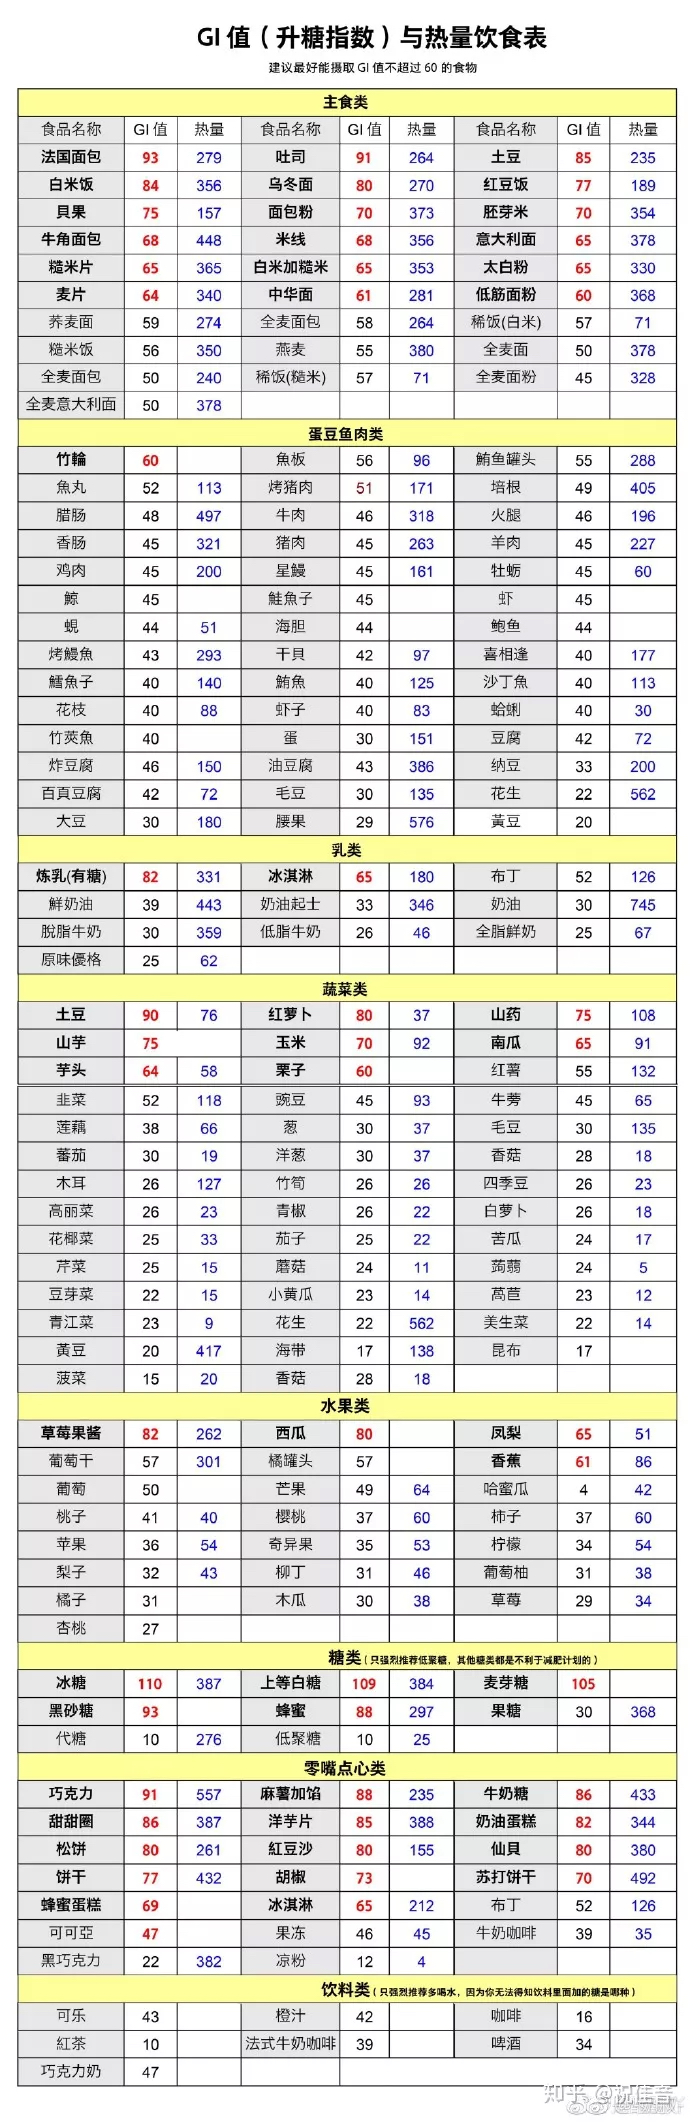 GI 值（升糖指数）与热量饮食表
建议最好能摄取 GI 值不超过 60 的食物
主食类
食品名称 GI 值 热量 食品名称 GI 值 热量 食品名称 GI 值 热量
法国面包 93 279 吐司 91 264 土豆 85 235
白米饭 84 356 乌冬面 80 270 红豆饭 77 189
貝果 75 157 面包粉 70 373 胚芽米 70 354
牛角面包 68 448 米线 68 356 意大利面 65 378
糙米片 65 365 白米加糙米 65 353 太白粉 65 330
麦片 64 340 中华面 61 281 低筋面粉 60 368
荞麦面 59 274 全麦面包 58 264 稀饭(白米) 57 71
糙米饭 56 350 燕麦 55 380 全麦面 50 378
全麦面包 50 240 稀饭(糙米) 57 71 全麦面粉 45 328
全麦意大利面 50 378
蛋豆鱼肉类
竹輪 60 魚板 56 96 鮪鱼罐头 55 288
魚丸 52 113 烤猪肉 51 171 培根 49 405
腊肠 48 497 牛肉 46 318 火腿 46 196
香肠 45 321 猪肉 45 263 羊肉 45 227
鸡肉 45 200 星鳗 45 161 牡蛎 45 60
鯨 45 鮭魚子 45 虾 45
蜆 44 51 海胆 44 鲍鱼 44
烤鰻魚 43 293 干貝 42 97 喜相逢 40 177
鱈魚子 40 140 鮪魚 40 125 沙丁魚 40 113
花枝 40 88 虾子 40 83 蛤蜊 40 30
竹莢魚 40 蛋 30 151 豆腐 42 72
炸豆腐 46 150 油豆腐 43 386 纳豆 33 200
百頁豆腐 42 72 毛豆 30 135 花生 22 562
大豆 30 180 腰果 29 576 黃豆 20
乳类
炼乳(有糖) 82 331 冰淇淋 65 180 布丁 52 126
鮮奶油 39 443 奶油起士 33 346 奶油 30 745
脫脂牛奶 30 359 低脂牛奶 26 46 全脂鮮奶 25 67
原味優格 25 62
蔬菜类
土豆 90 76 红萝卜 80 37 山药 75 108
山芋 75 玉米 70 92 南瓜 65 91
芋头 64 58 栗子 60 红薯 55 132
韭菜 52 118 豌豆 45 93 牛蒡 45 65
莲藕 38 66 葱 30 37 毛豆 30 135
蕃茄 30 19 洋葱 30 37 香菇 28 18
木耳 26 127 竹筍 26 26 四季豆 26 23
高丽菜 26 23 青椒 26 22 白萝卜 26 18
花椰菜 25 33 茄子 25 22 苦瓜 24 17
芹菜 25 15 蘑菇 24 11 蒟蒻 24 5
豆芽菜 22 15 小黄瓜 23 14 萵苣 23 12
青江菜 23 9 花生 22 562 美生菜 22 14
黄豆 20 417 海带 17 138 昆布 17
菠菜 15 20 香菇 28 18
水果类
草莓果酱 82 262 西瓜 80 凤梨 65 51
葡萄干 57 301 橘罐头 57 香蕉 61 86
葡萄 50 芒果 49 64 哈蜜瓜 4 42
桃子 41 40 樱桃 37 60 柿子 37 60
苹果 36 54 奇异果 35 53 柠檬 34 54
梨子 32 43 柳丁 31 46 葡萄柚 31 38
橘子 31 木瓜 30 38 草莓 29 34
杏桃 27
糖类（只强烈推荐低聚糖，其他糖类都是不利于减肥计划的）
冰糖 110 387 上等白糖 109 384 麦芽糖 105
黑砂糖 93 蜂蜜 88 297 果糖 30 368
代糖 10 276 低聚糖 10 25
零嘴点心类
巧克力 91 557 麻薯加馅 88 235 牛奶糖 86 433
甜甜圈 86 387 洋芋片 85 388 奶油蛋糕 82 344
松饼 80 261 紅豆沙 80 155 仙贝 80 380
饼干 77 432 胡椒 73 苏打饼干 70 492
蜂蜜蛋糕 69 冰淇淋 65 212 布丁 52 126
可可亞 47 果冻 46 45 牛奶咖啡 39 35
黑巧克力 22 382 凉粉 12 4
饮料类（只强烈推荐多喝水，因为你无法得知饮料里面加的糖是哪种）
可乐 43 橙汁 42 咖啡 16
紅茶 10 法式牛奶咖啡 39 啤酒 34
巧克力奶 47
知乎